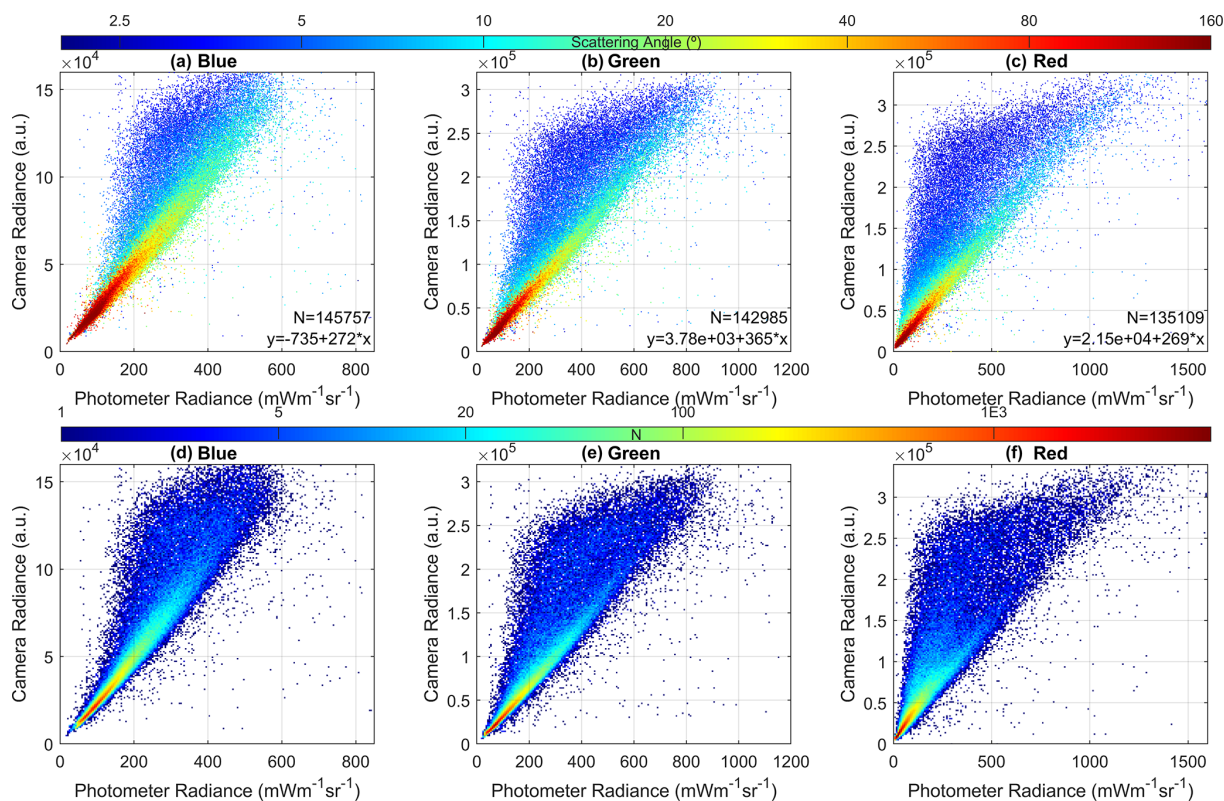 2.5 5 10 20 40 80 160
Scattering Angle (º)
×10⁴ (a) Blue
15
10
5
0
Camera Radiance (a.u.)
N=145757
y=-735+272*x
0 200 400 600 800
Photometer Radiance (mWm⁻¹sr⁻¹)
×10⁵ (b) Green
3
2.5
2
1.5
1
0.5
0
Camera Radiance (a.u.)
N=142985
y=3.78e+03+365*x
0 200 400 600 800 1000 1200
Photometer Radiance (mWm⁻¹sr⁻¹)
×10⁵ (c) Red
3
2.5
2
1.5
1
0.5
0
Camera Radiance (a.u.)
N=135109
y=2.15e+04+269*x
0 500 1000 1500
Photometer Radiance (mWm⁻¹sr⁻¹)
1 5 20 100 1E3
N
×10⁴ (d) Blue
15
10
5
0
Camera Radiance (a.u.)
0 200 400 600 800
Photometer Radiance (mWm⁻¹sr⁻¹)
×10⁵ (e) Green
3
2.5
2
1.5
1
0.5
0
Camera Radiance (a.u.)
0 200 400 600 800 1000 1200
Photometer Radiance (mWm⁻¹sr⁻¹)
×10⁵ (f) Red
3
2.5
2
1.5
1
0.5
0
Camera Radiance (a.u.)
0 500 1000 1500
Photometer Radiance (mWm⁻¹sr⁻¹)